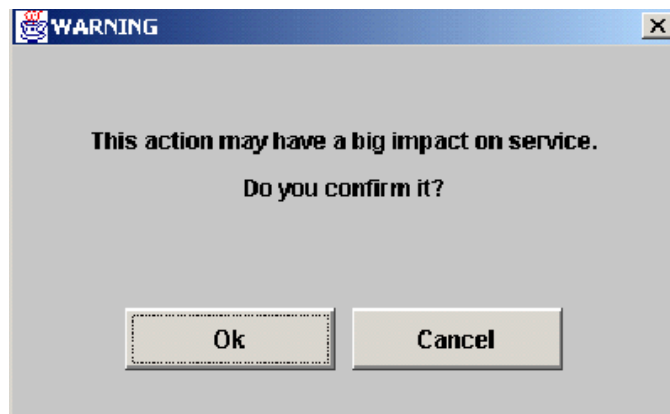 WARNING
This action may have a big impact on service.
Do you confirm it?
Ok
Cancel